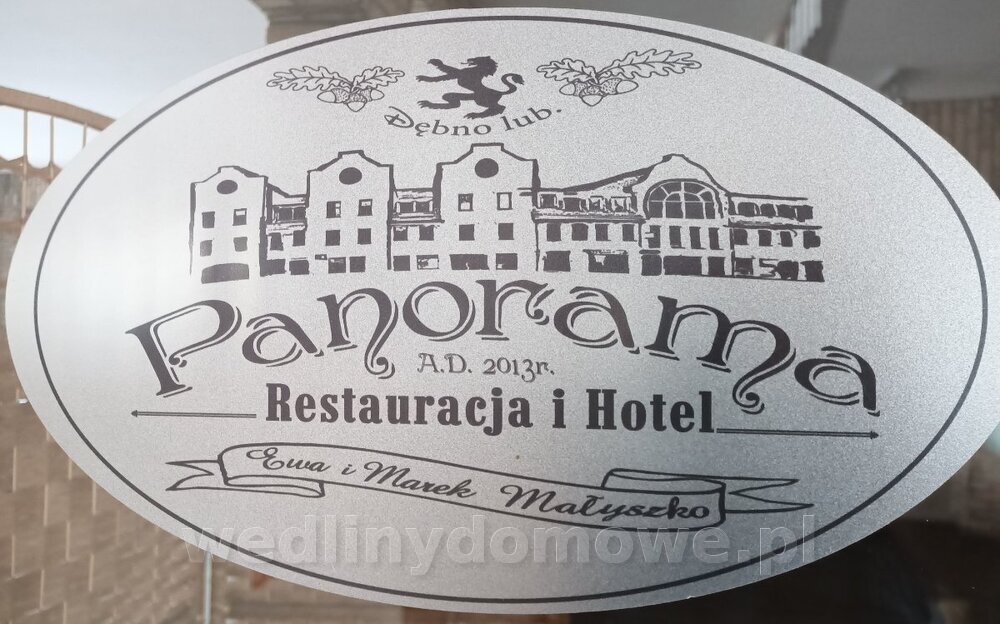 Dębno lub.
Panorama
A.D. 2013r.
Restauracja i Hotel
Ewa i Marek Małyszko
wedlinydomowe.pl